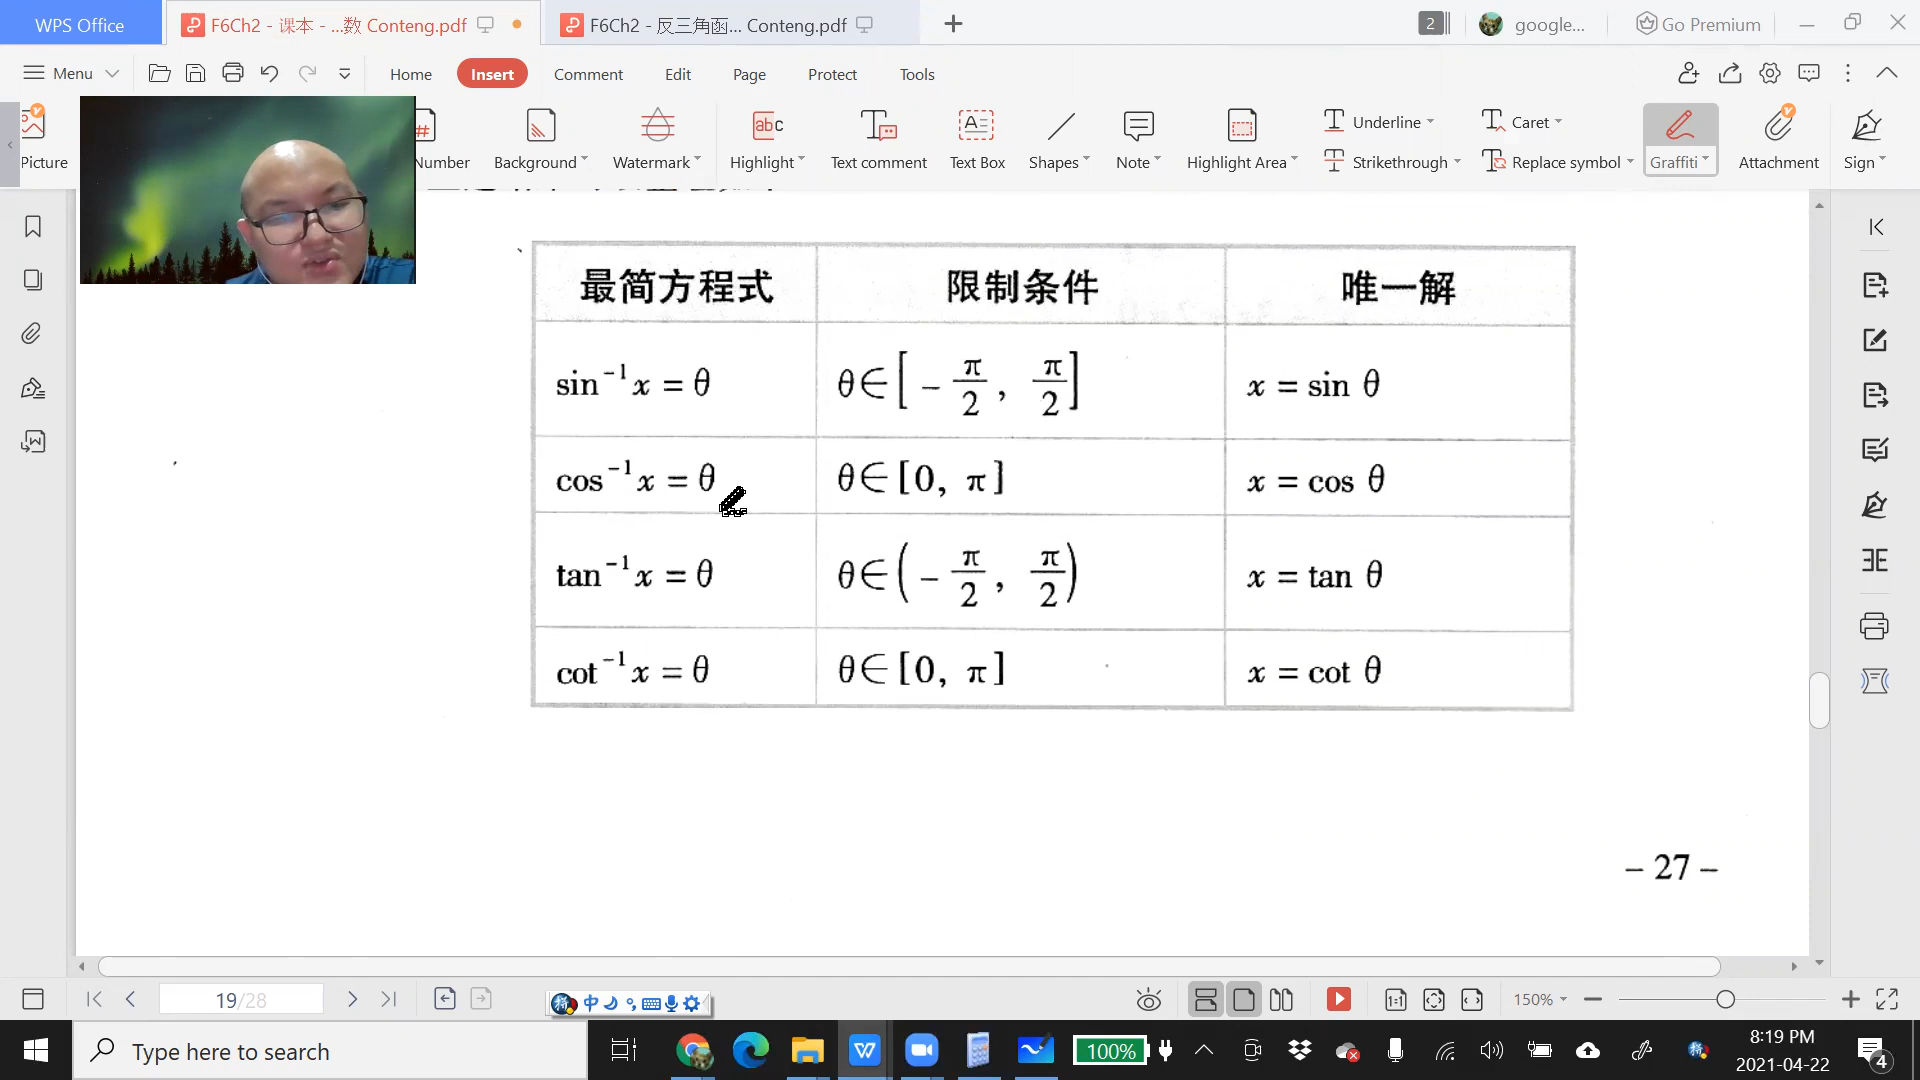 WPS Office
F6Ch2 - 课本 - ...数 Conteng.pdf
F6Ch2 - 反三角函... Conteng.pdf
2
google...
Go Premium
Menu
Home
Insert
Comment
Edit
Page
Protect
Tools
Picture
Number
Background
Watermark
Highlight
Text comment
Text Box
Shapes
Note
Highlight Area
Underline
Strikethrough
Caret
Replace symbol
Graffiti
Attachment
Sign
最简方程式 限制条件 唯一解
sin⁻¹x = θ θ∈[-π/2, π/2] x = sin θ
cos⁻¹x = θ θ∈[0, π] x = cos θ
tan⁻¹x = θ θ∈(-π/2, π/2) x = tan θ
cot⁻¹x = θ θ∈[0, π] x = cot θ
– 27 –
19/28
中
150%
Type here to search
100%
8:19 PM
2021-04-22
4